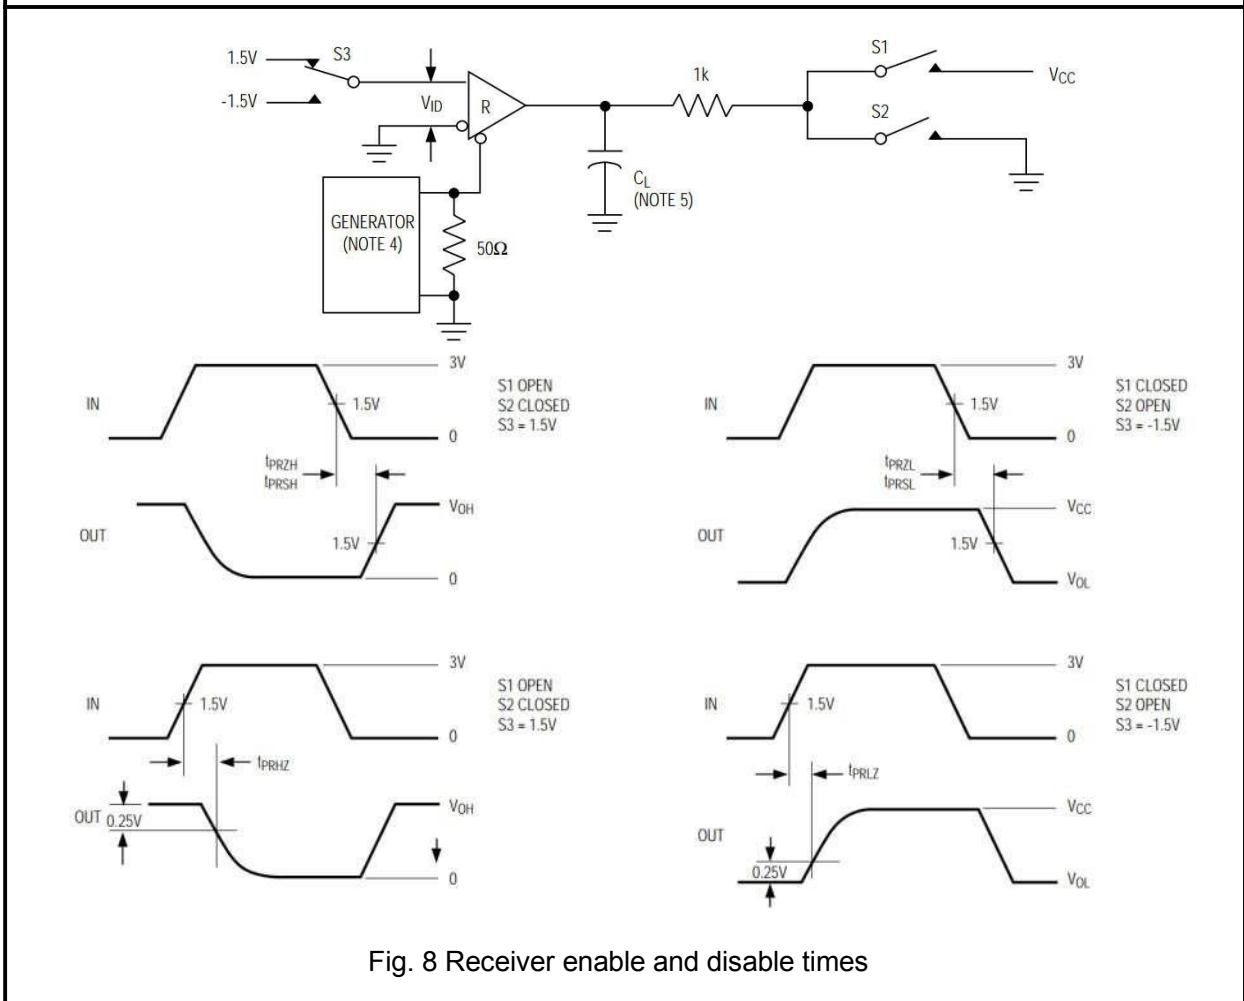 1.5V
S3
-1.5V
VID
R
1k
S1
VCC
S2
CL
(NOTE 5)
GENERATOR
(NOTE 4)
50Ω
IN
3V
1.5V
0
S1 OPEN
S2 CLOSED
S3 = 1.5V
tPRZH
tPRSH
OUT
VOH
1.5V
0
IN
3V
1.5V
0
S1 CLOSED
S2 OPEN
S3 = -1.5V
tPRZL
tPRSL
OUT
VCC
1.5V
VOL
IN
3V
1.5V
0
S1 OPEN
S2 CLOSED
S3 = 1.5V
tPRHZ
OUT
0.25V
VOH
0
IN
3V
1.5V
0
S1 CLOSED
S2 OPEN
S3 = -1.5V
tPRLZ
OUT
VCC
0.25V
VOL
Fig. 8 Receiver enable and disable times